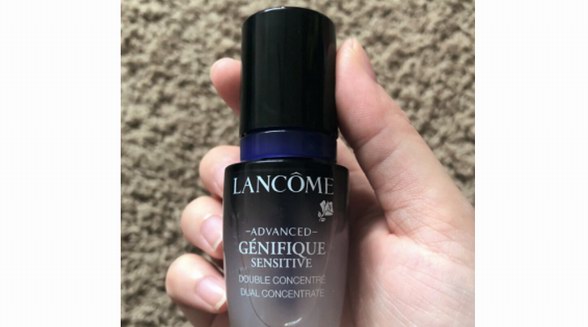 LANCÔME
-ADVANCED-
GÉNIFIQUE
SENSITIVE
DOUBLE CONCENTRÉ
DUAL CONCENTRATE